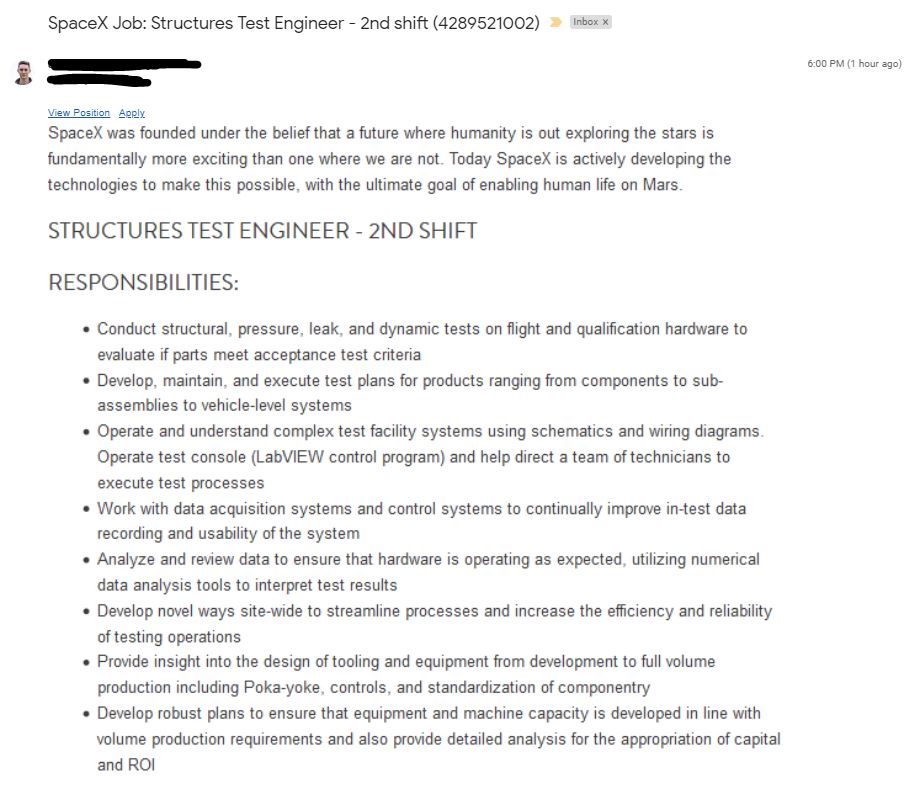 SpaceX Job: Structures Test Engineer - 2nd shift (4289521002) Inbox x
6:00 PM (1 hour ago)
View Position Apply
SpaceX was founded under the belief that a future where humanity is out exploring the stars is
fundamentally more exciting than one where we are not. Today SpaceX is actively developing the
technologies to make this possible, with the ultimate goal of enabling human life on Mars.
STRUCTURES TEST ENGINEER - 2ND SHIFT
RESPONSIBILITIES:
• Conduct structural, pressure, leak, and dynamic tests on flight and qualification hardware to
evaluate if parts meet acceptance test criteria
• Develop, maintain, and execute test plans for products ranging from components to sub-
assemblies to vehicle-level systems
• Operate and understand complex test facility systems using schematics and wiring diagrams.
Operate test console (LabVIEW control program) and help direct a team of technicians to
execute test processes
• Work with data acquisition systems and control systems to continually improve in-test data
recording and usability of the system
• Analyze and review data to ensure that hardware is operating as expected, utilizing numerical
data analysis tools to interpret test results
• Develop novel ways site-wide to streamline processes and increase the efficiency and reliability
of testing operations
• Provide insight into the design of tooling and equipment from development to full volume
production including Poka-yoke, controls, and standardization of componentry
• Develop robust plans to ensure that equipment and machine capacity is developed in line with
volume production requirements and also provide detailed analysis for the appropriation of capital
and ROI